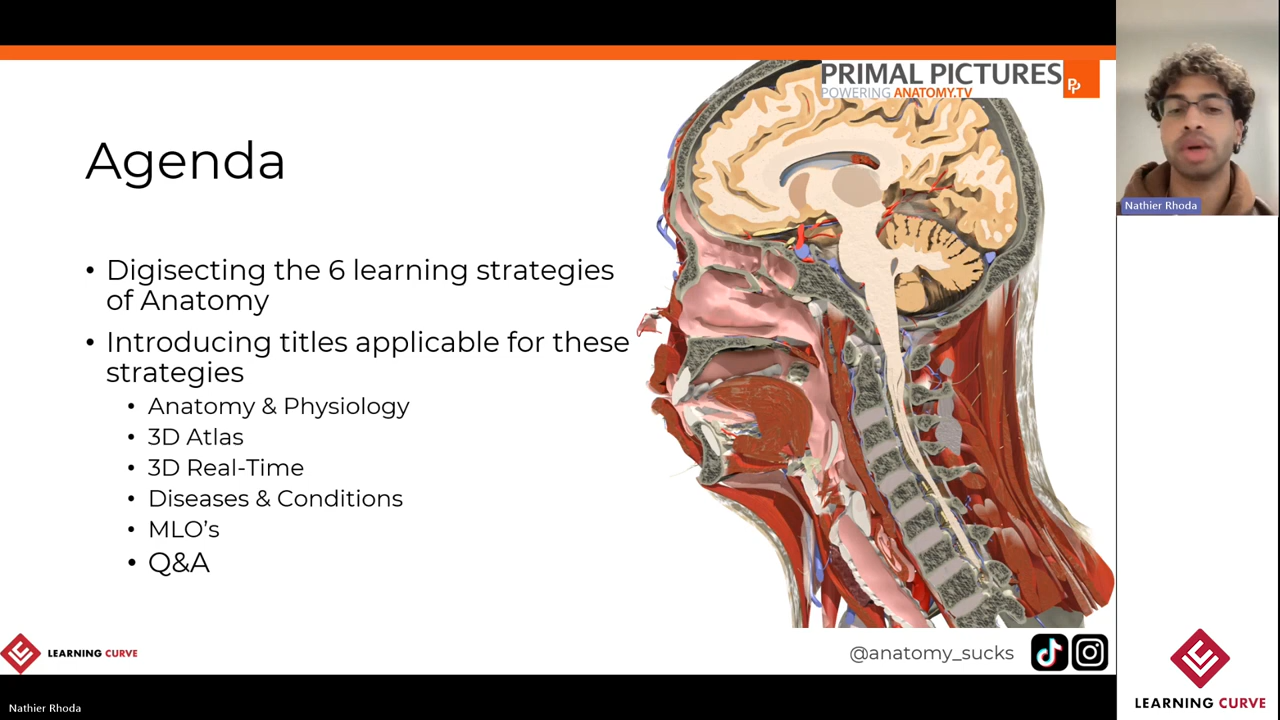 PRIMAL PICTURES
POWERING ANATOMY.TV
Agenda
• Digisecting the 6 learning strategies
of Anatomy
• Introducing titles applicable for these
strategies
• Anatomy & Physiology
• 3D Atlas
• 3D Real-Time
• Diseases & Conditions
• MLO's
• Q&A
LEARNING CURVE
@anatomy_sucks
Nathier Rhoda
Nathier Rhoda
LEARNING CURVE